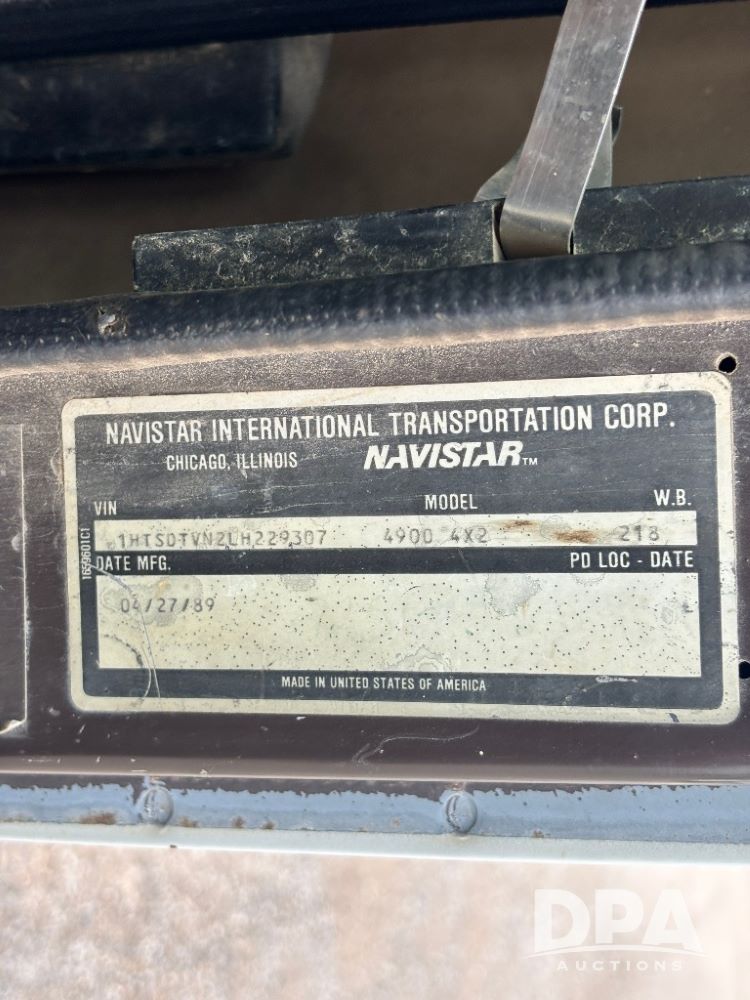 NAVISTAR INTERNATIONAL TRANSPORTATION CORP.
CHICAGO, ILLINOIS NAVISTAR™
VIN MODEL W.B.
1HTSDTVN2LH229307 4900 4X2 218
DATE MFG. PD LOC - DATE
04/27/89
MADE IN UNITED STATES OF AMERICA
1659601C1
DPA
AUCTIONS